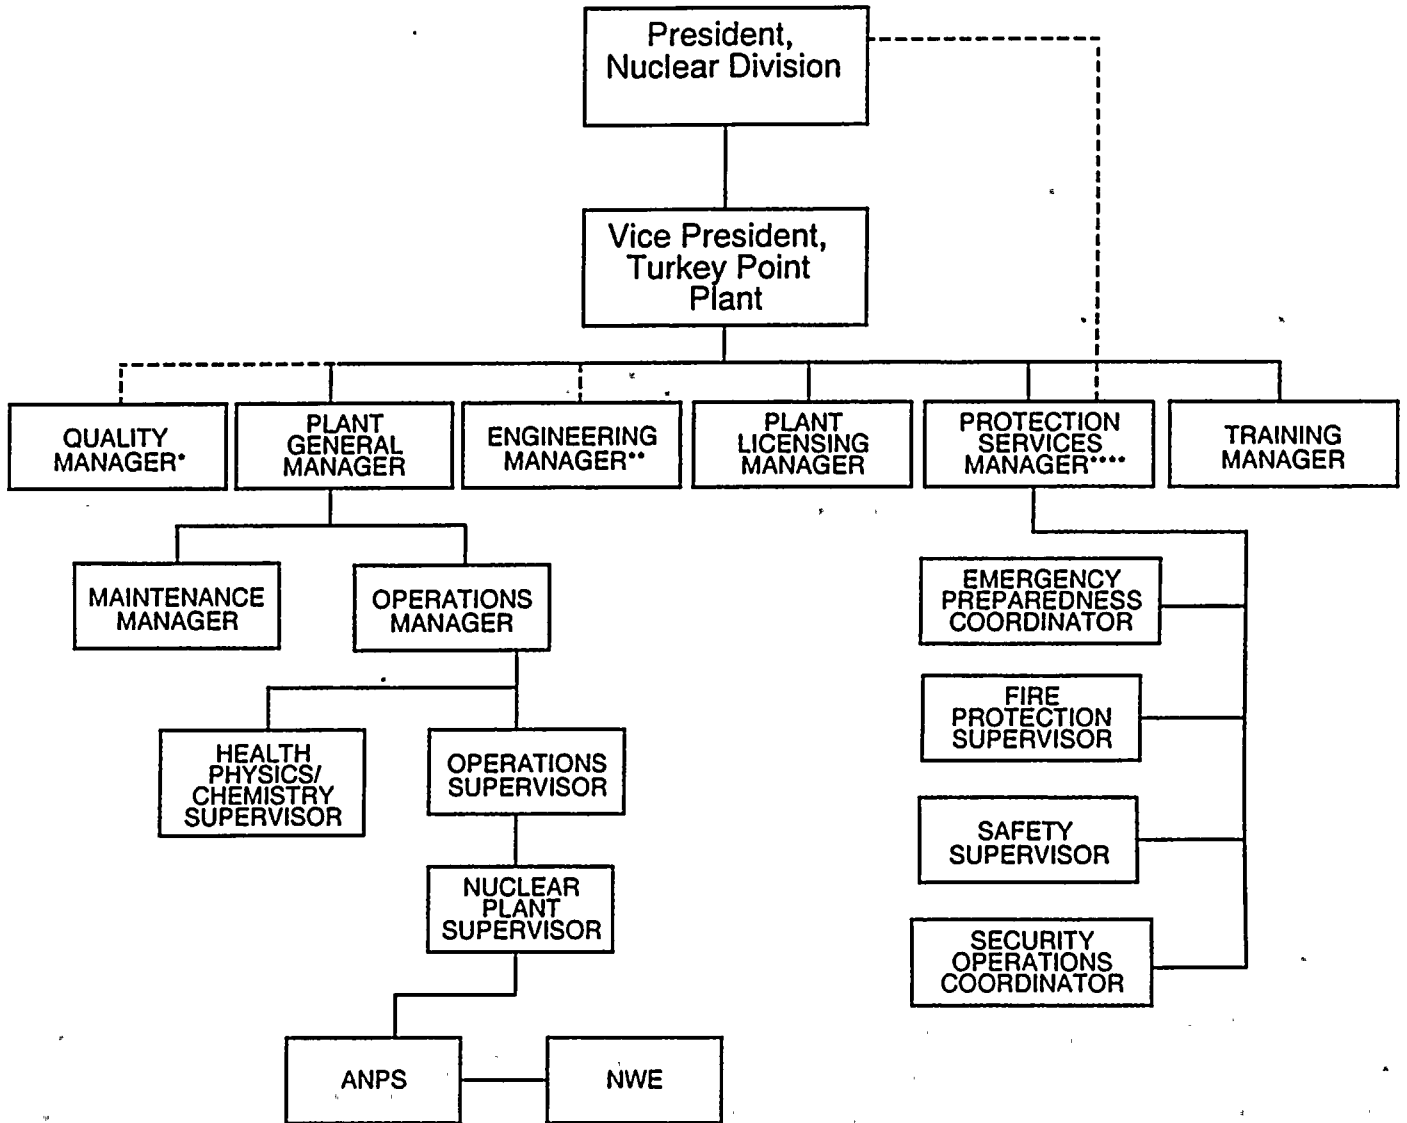 President,
Nuclear Division
Vice President,
Turkey Point
Plant
QUALITY
MANAGER*
PLANT
GENERAL
MANAGER
ENGINEERING
MANAGER**
PLANT
LICENSING
MANAGER
PROTECTION
SERVICES
MANAGER****
TRAINING
MANAGER
MAINTENANCE
MANAGER
OPERATIONS
MANAGER
EMERGENCY
PREPAREDNESS
COORDINATOR
FIRE
PROTECTION
SUPERVISOR
HEALTH
PHYSICS/
CHEMISTRY
SUPERVISOR
OPERATIONS
SUPERVISOR
SAFETY
SUPERVISOR
NUCLEAR
PLANT
SUPERVISOR
SECURITY
OPERATIONS
COORDINATOR
ANPS
NWE